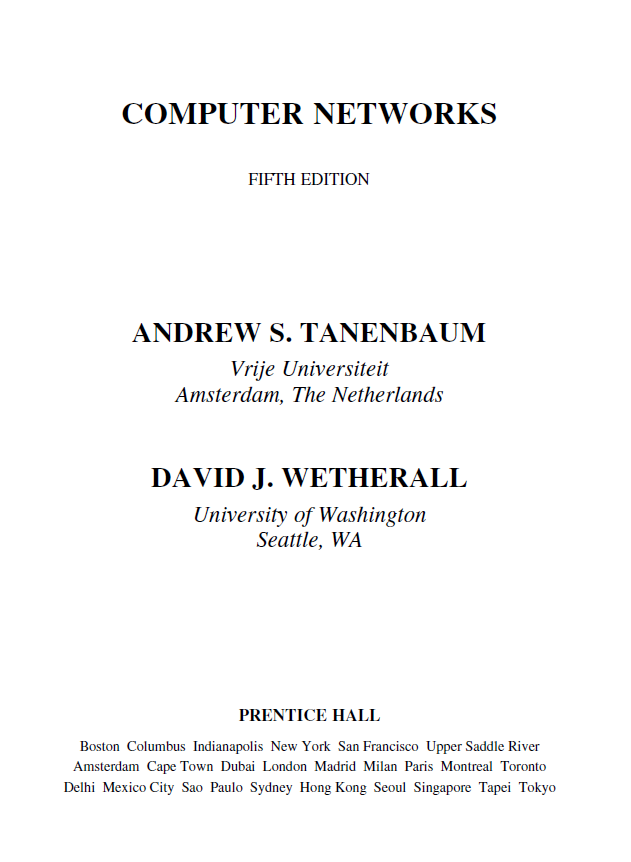 COMPUTER NETWORKS
FIFTH EDITION
ANDREW S. TANENBAUM
Vrije Universiteit
Amsterdam, The Netherlands
DAVID J. WETHERALL
University of Washington
Seattle, WA
PRENTICE HALL
Boston Columbus Indianapolis New York San Francisco Upper Saddle River
Amsterdam Cape Town Dubai London Madrid Milan Paris Montreal Toronto
Delhi Mexico City Sao Paulo Sydney Hong Kong Seoul Singapore Tapei Tokyo